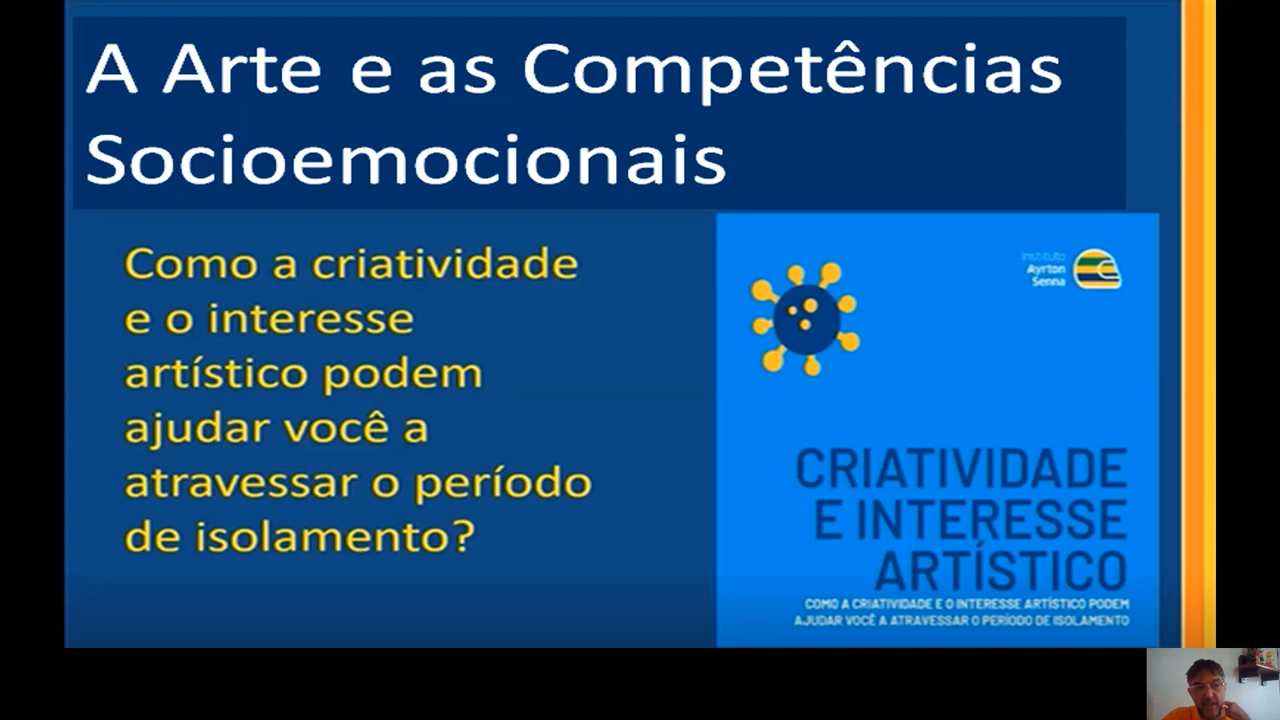 A Arte e as Competências
Socioemocionais
Como a criatividade
e o interesse
artístico podem
ajudar você a
atravessar o período
de isolamento?
Instituto
Ayrton
Senna
CRIATIVIDADE
E INTERESSE
ARTÍSTICO
COMO A CRIATIVIDADE E O INTERESSE ARTÍSTICO PODEM
AJUDAR VOCÊ A ATRAVESSAR O PERÍODO DE ISOLAMENTO